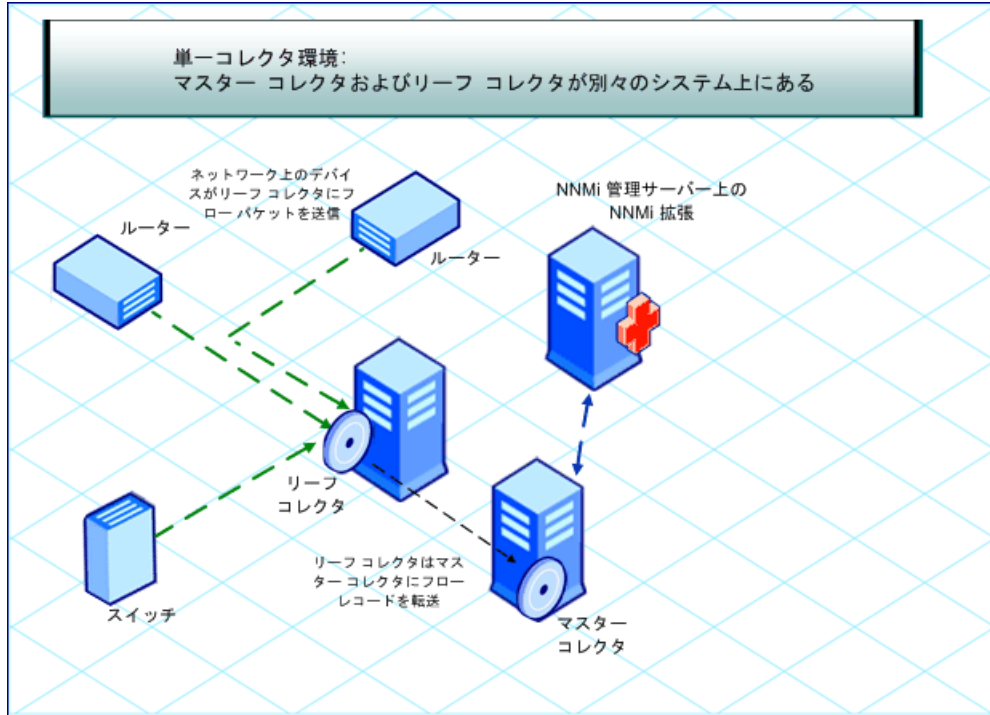 単一コレクタ環境:
マスター コレクタおよびリーフ コレクタが別々のシステム上にある
ネットワーク上のデバイ
スがリーフ コレクタにフ
ロー パケットを送信
ルーター
ルーター
NNMi 管理サーバー上の
NNMi 拡張
リーフ
コレクタ
スイッチ
リーフ コレクタはマス
ター コレクタにフロー
レコードを転送
マスター
コレクタ